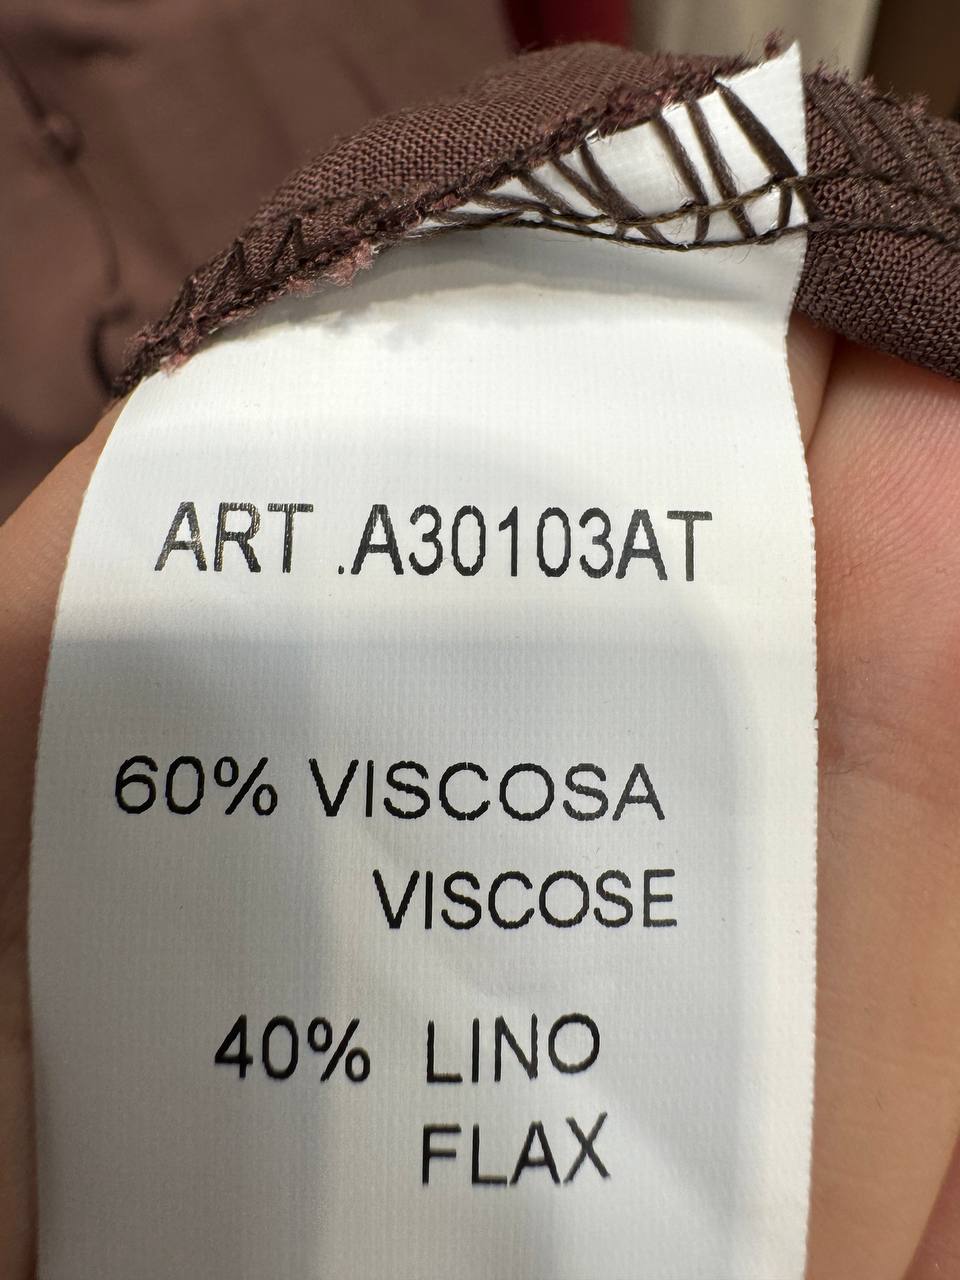 ART .A30103AT
60% VISCOSA
VISCOSE
40% LINO
FLAX